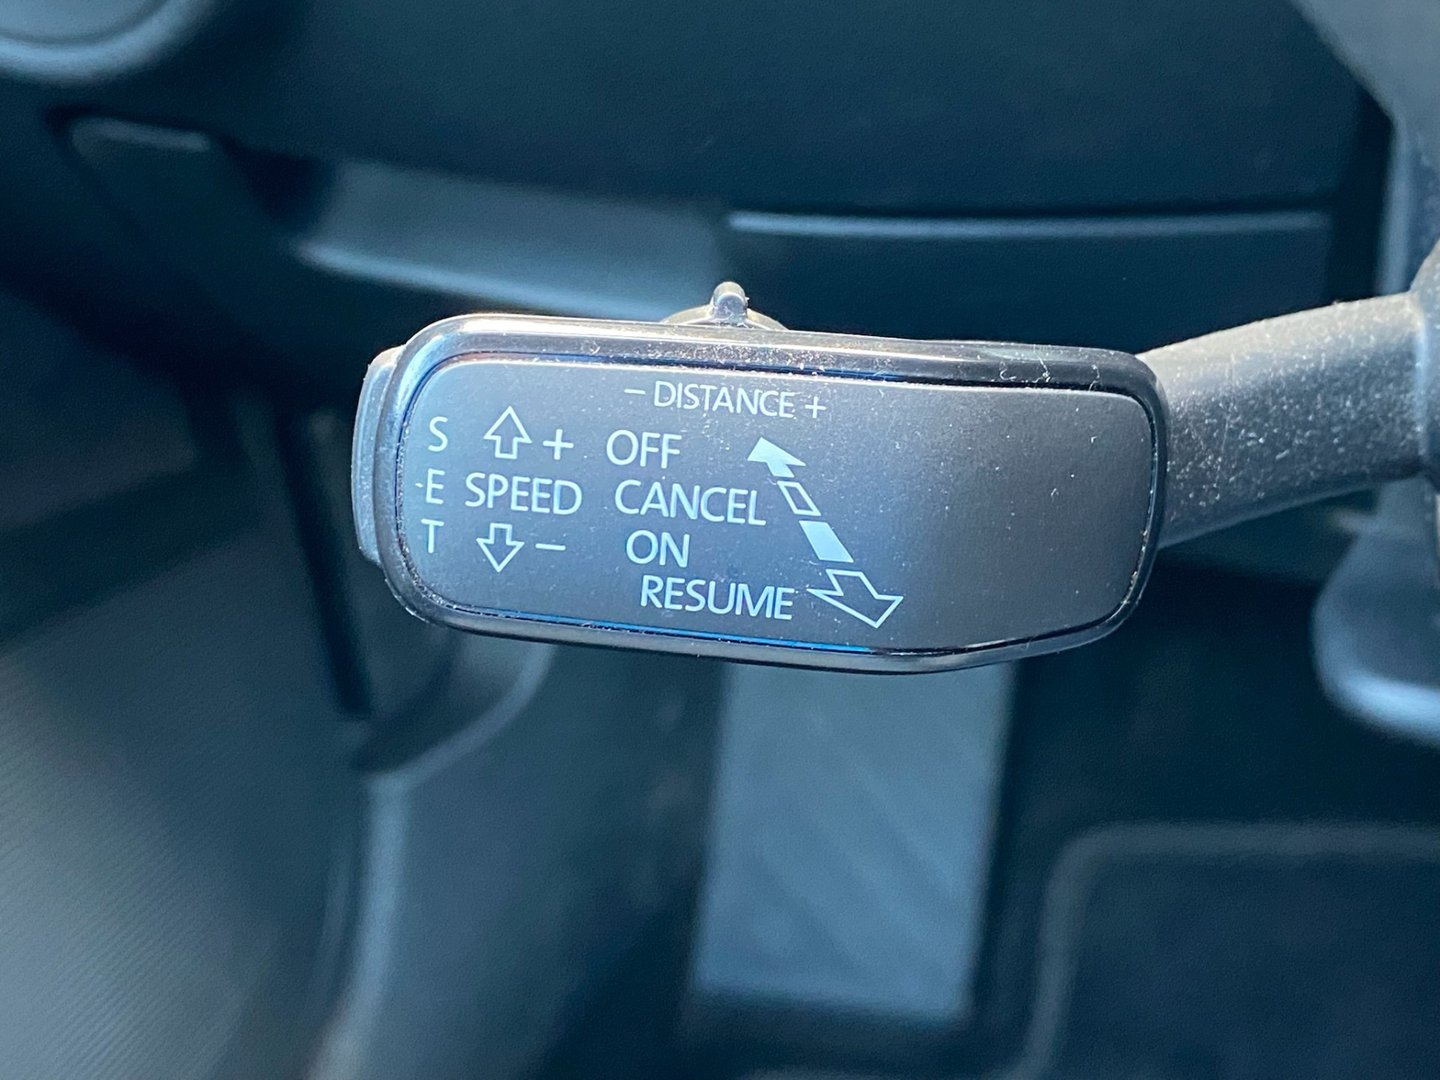 − DISTANCE +
S
E
T
+
SPEED
−
OFF
CANCEL
ON
RESUME